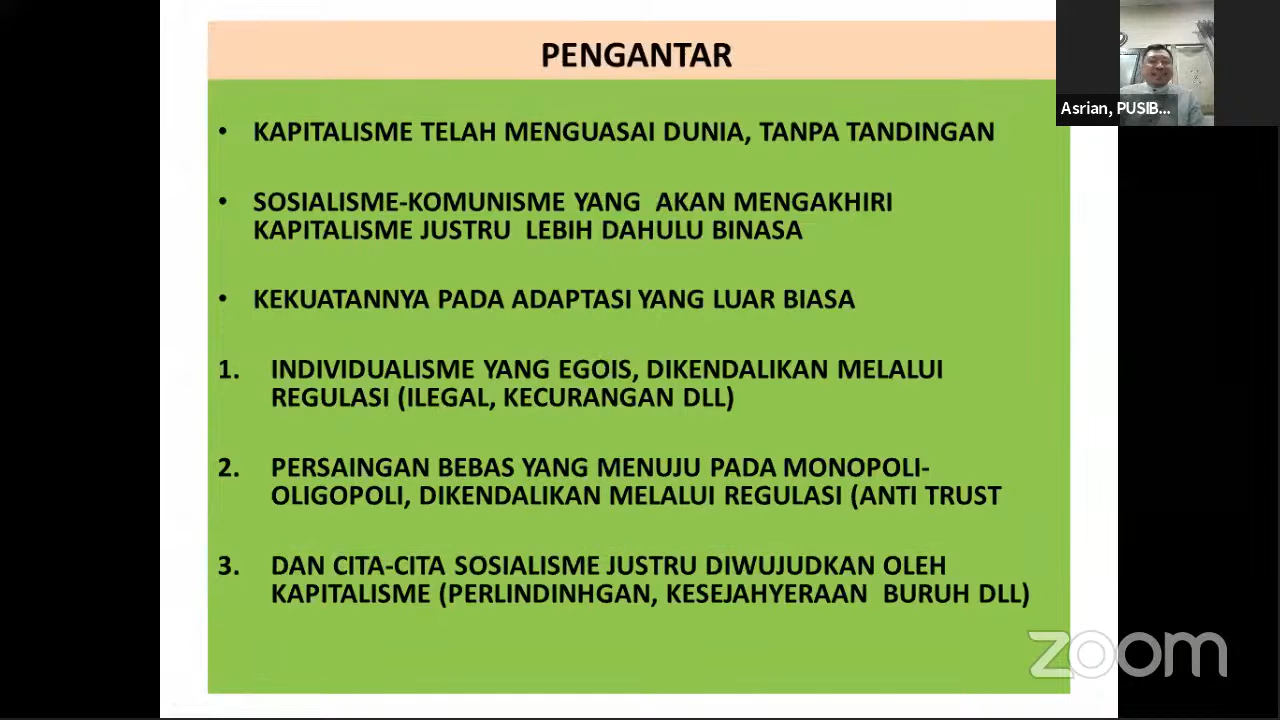 PENGANTAR
• KAPITALISME TELAH MENGUASAI DUNIA, TANPA TANDINGAN
• SOSIALISME-KOMUNISME YANG AKAN MENGAKHIRI
KAPITALISME JUSTRU LEBIH DAHULU BINASA
• KEKUATANNYA PADA ADAPTASI YANG LUAR BIASA
1. INDIVIDUALISME YANG EGOIS, DIKENDALIKAN MELALUI
REGULASI (ILEGAL, KECURANGAN DLL)
2. PERSAINGAN BEBAS YANG MENUJU PADA MONOPOLI-
OLIGOPOLI, DIKENDALIKAN MELALUI REGULASI (ANTI TRUST
3. DAN CITA-CITA SOSIALISME JUSTRU DIWUJUDKAN OLEH
KAPITALISME (PERLINDINHGAN, KESEJAHYERAAN BURUH DLL)
Asrian, PUSIB...
zoom